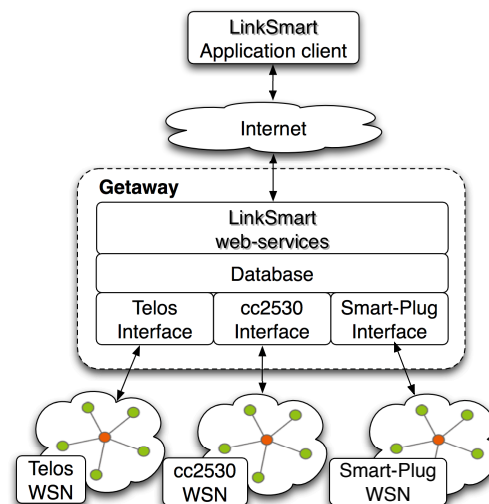 LinkSmart
Application client
Internet
Getaway
LinkSmart
web-services
Database
Telos
Interface
cc2530
Interface
Smart-Plug
Interface
Telos
WSN
cc2530
WSN
Smart-Plug
WSN